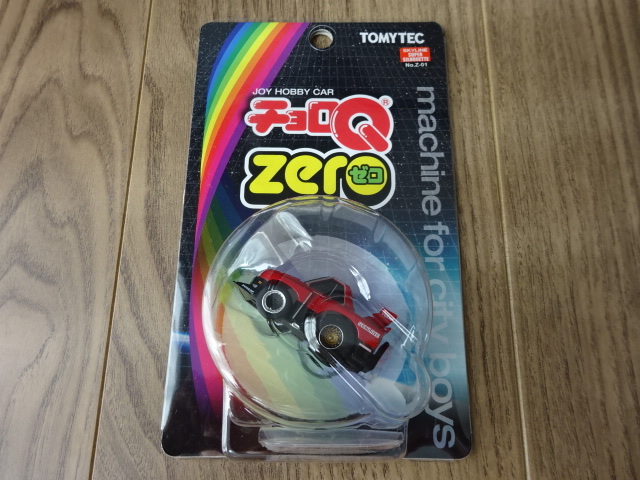 TOMYTEC
SKYLINE
SUPER
SILHOUETTE
No.Z-01
JOY HOBBY CAR
チョロQ®
zero ゼロ
machine for city boys